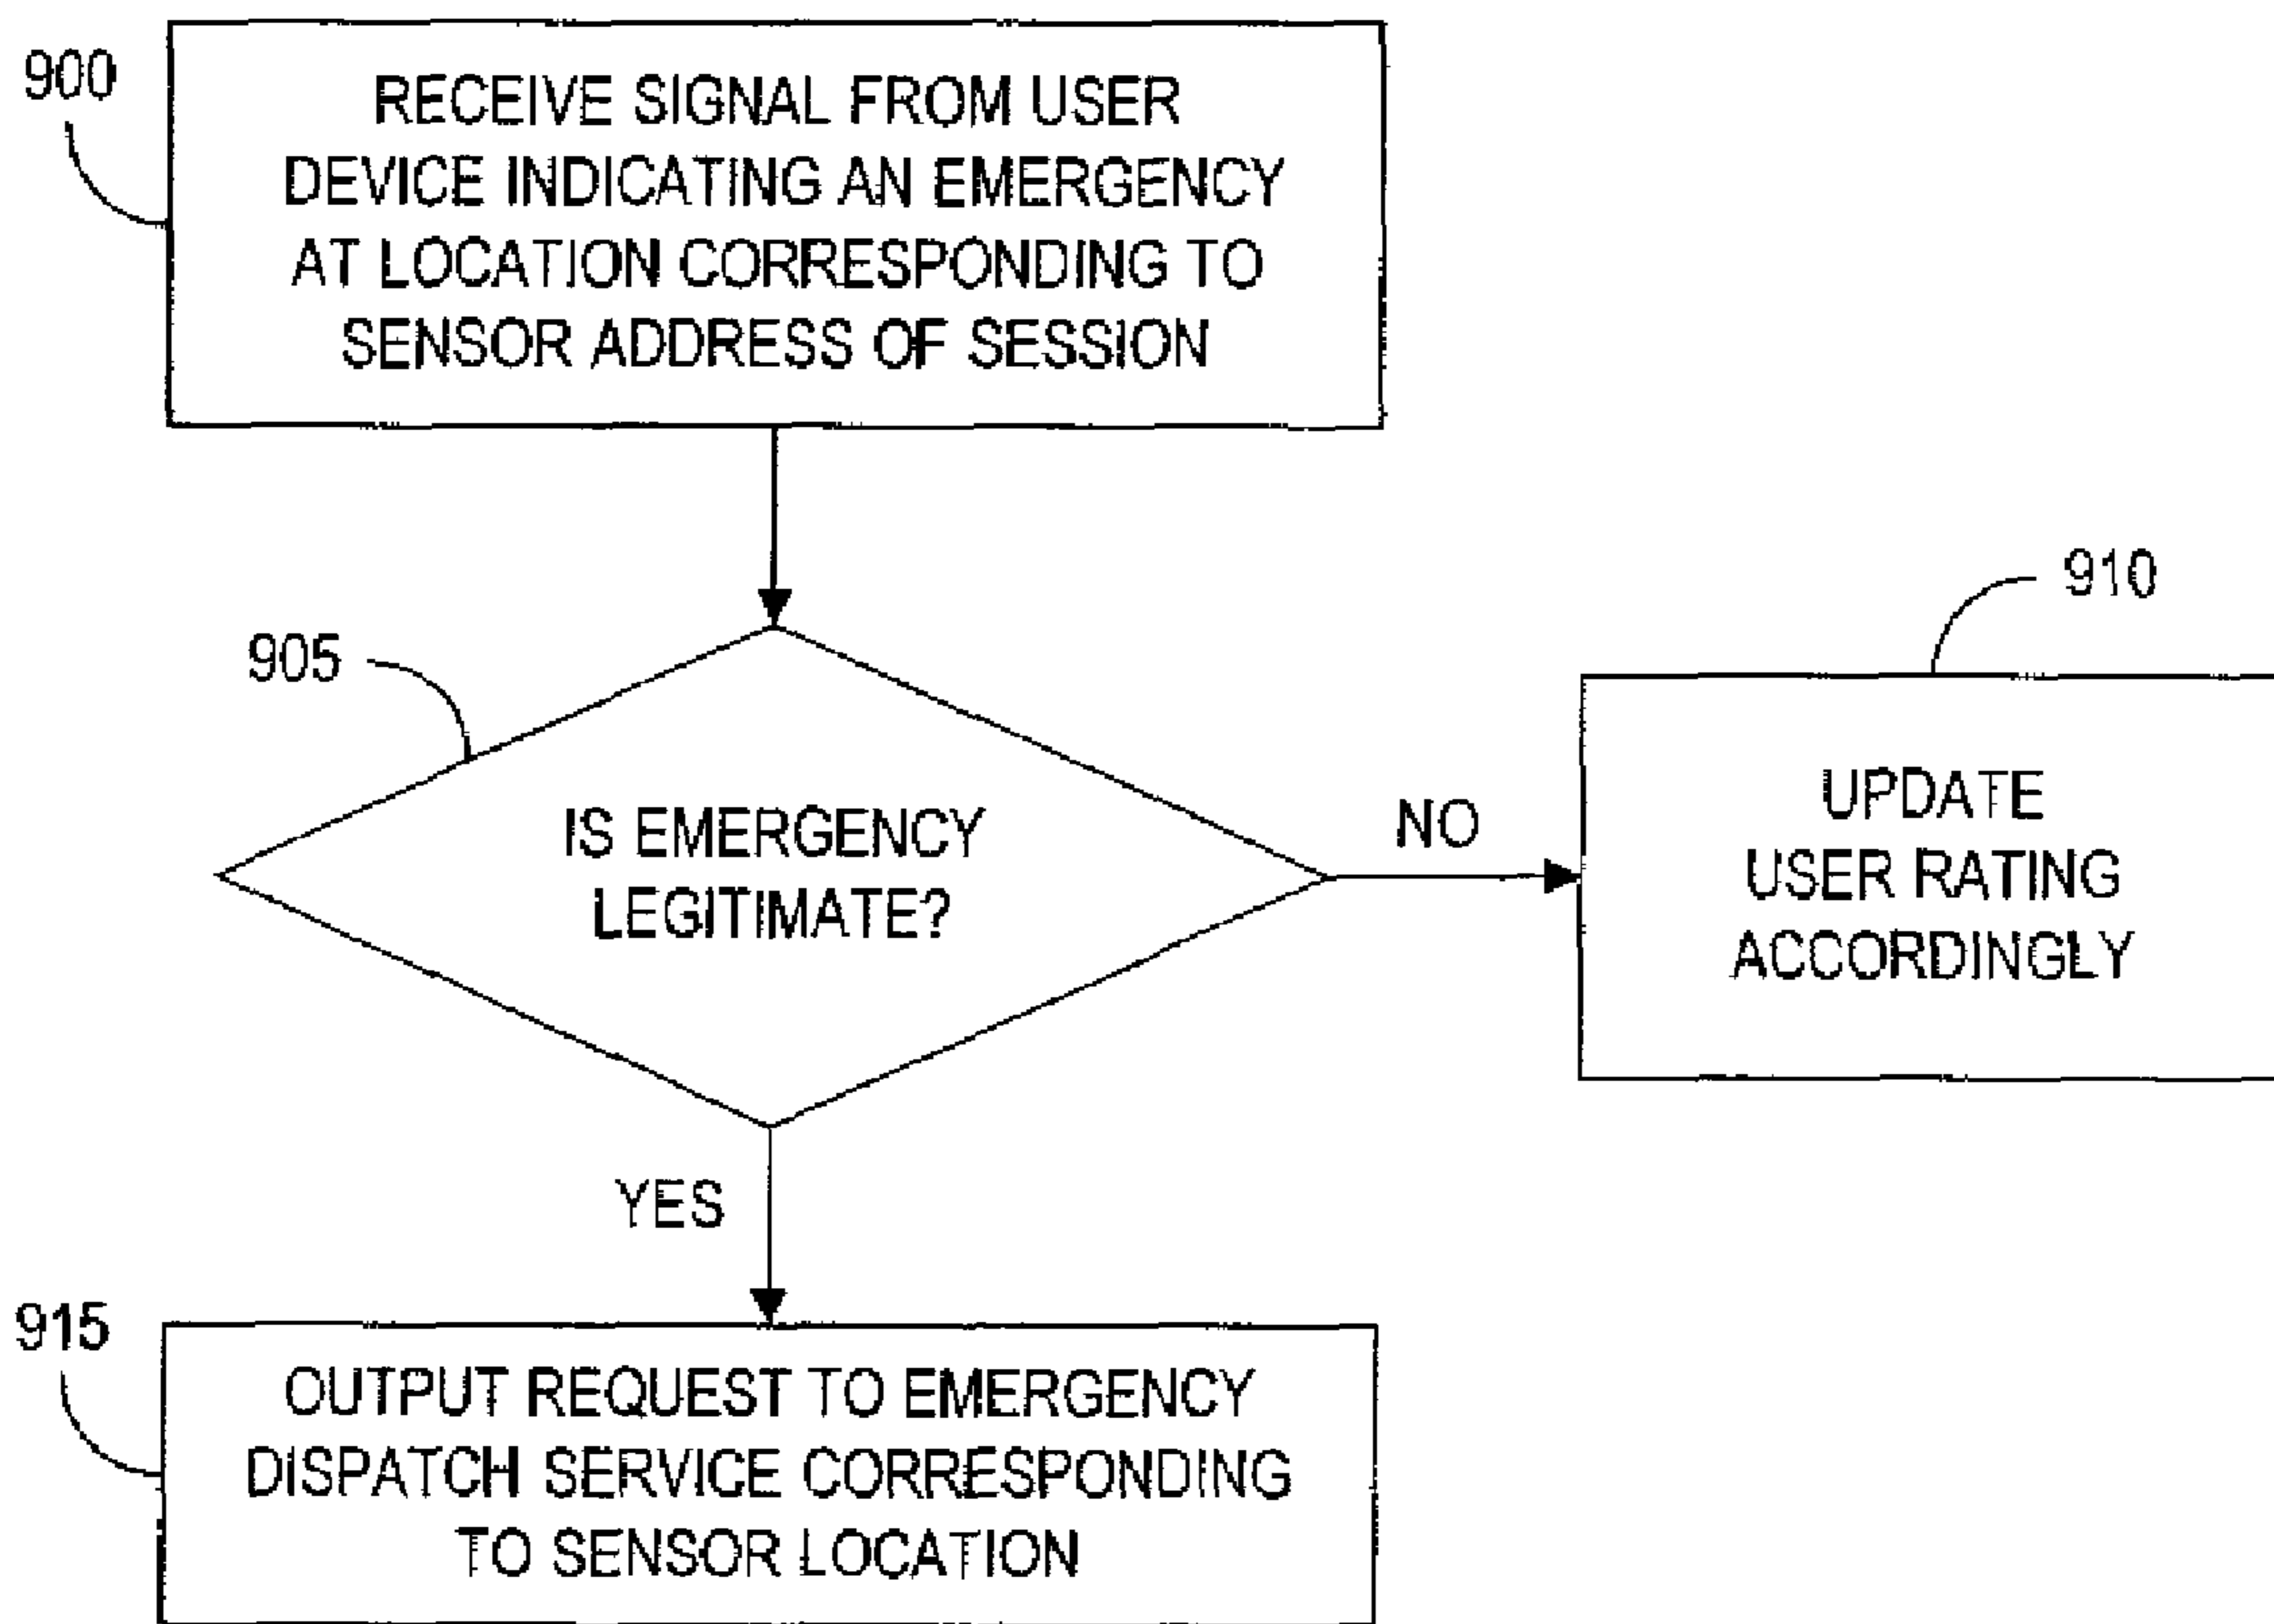 900
RECEIVE SIGNAL FROM USER
DEVICE INDICATING AN EMERGENCY
AT LOCATION CORRESPONDING TO
SENSOR ADDRESS OF SESSION
905
IS EMERGENCY
LEGITIMATE?
NO
910
UPDATE
USER RATING
ACCORDINGLY
YES
915
OUTPUT REQUEST TO EMERGENCY
DISPATCH SERVICE CORRESPONDING
TO SENSOR LOCATION